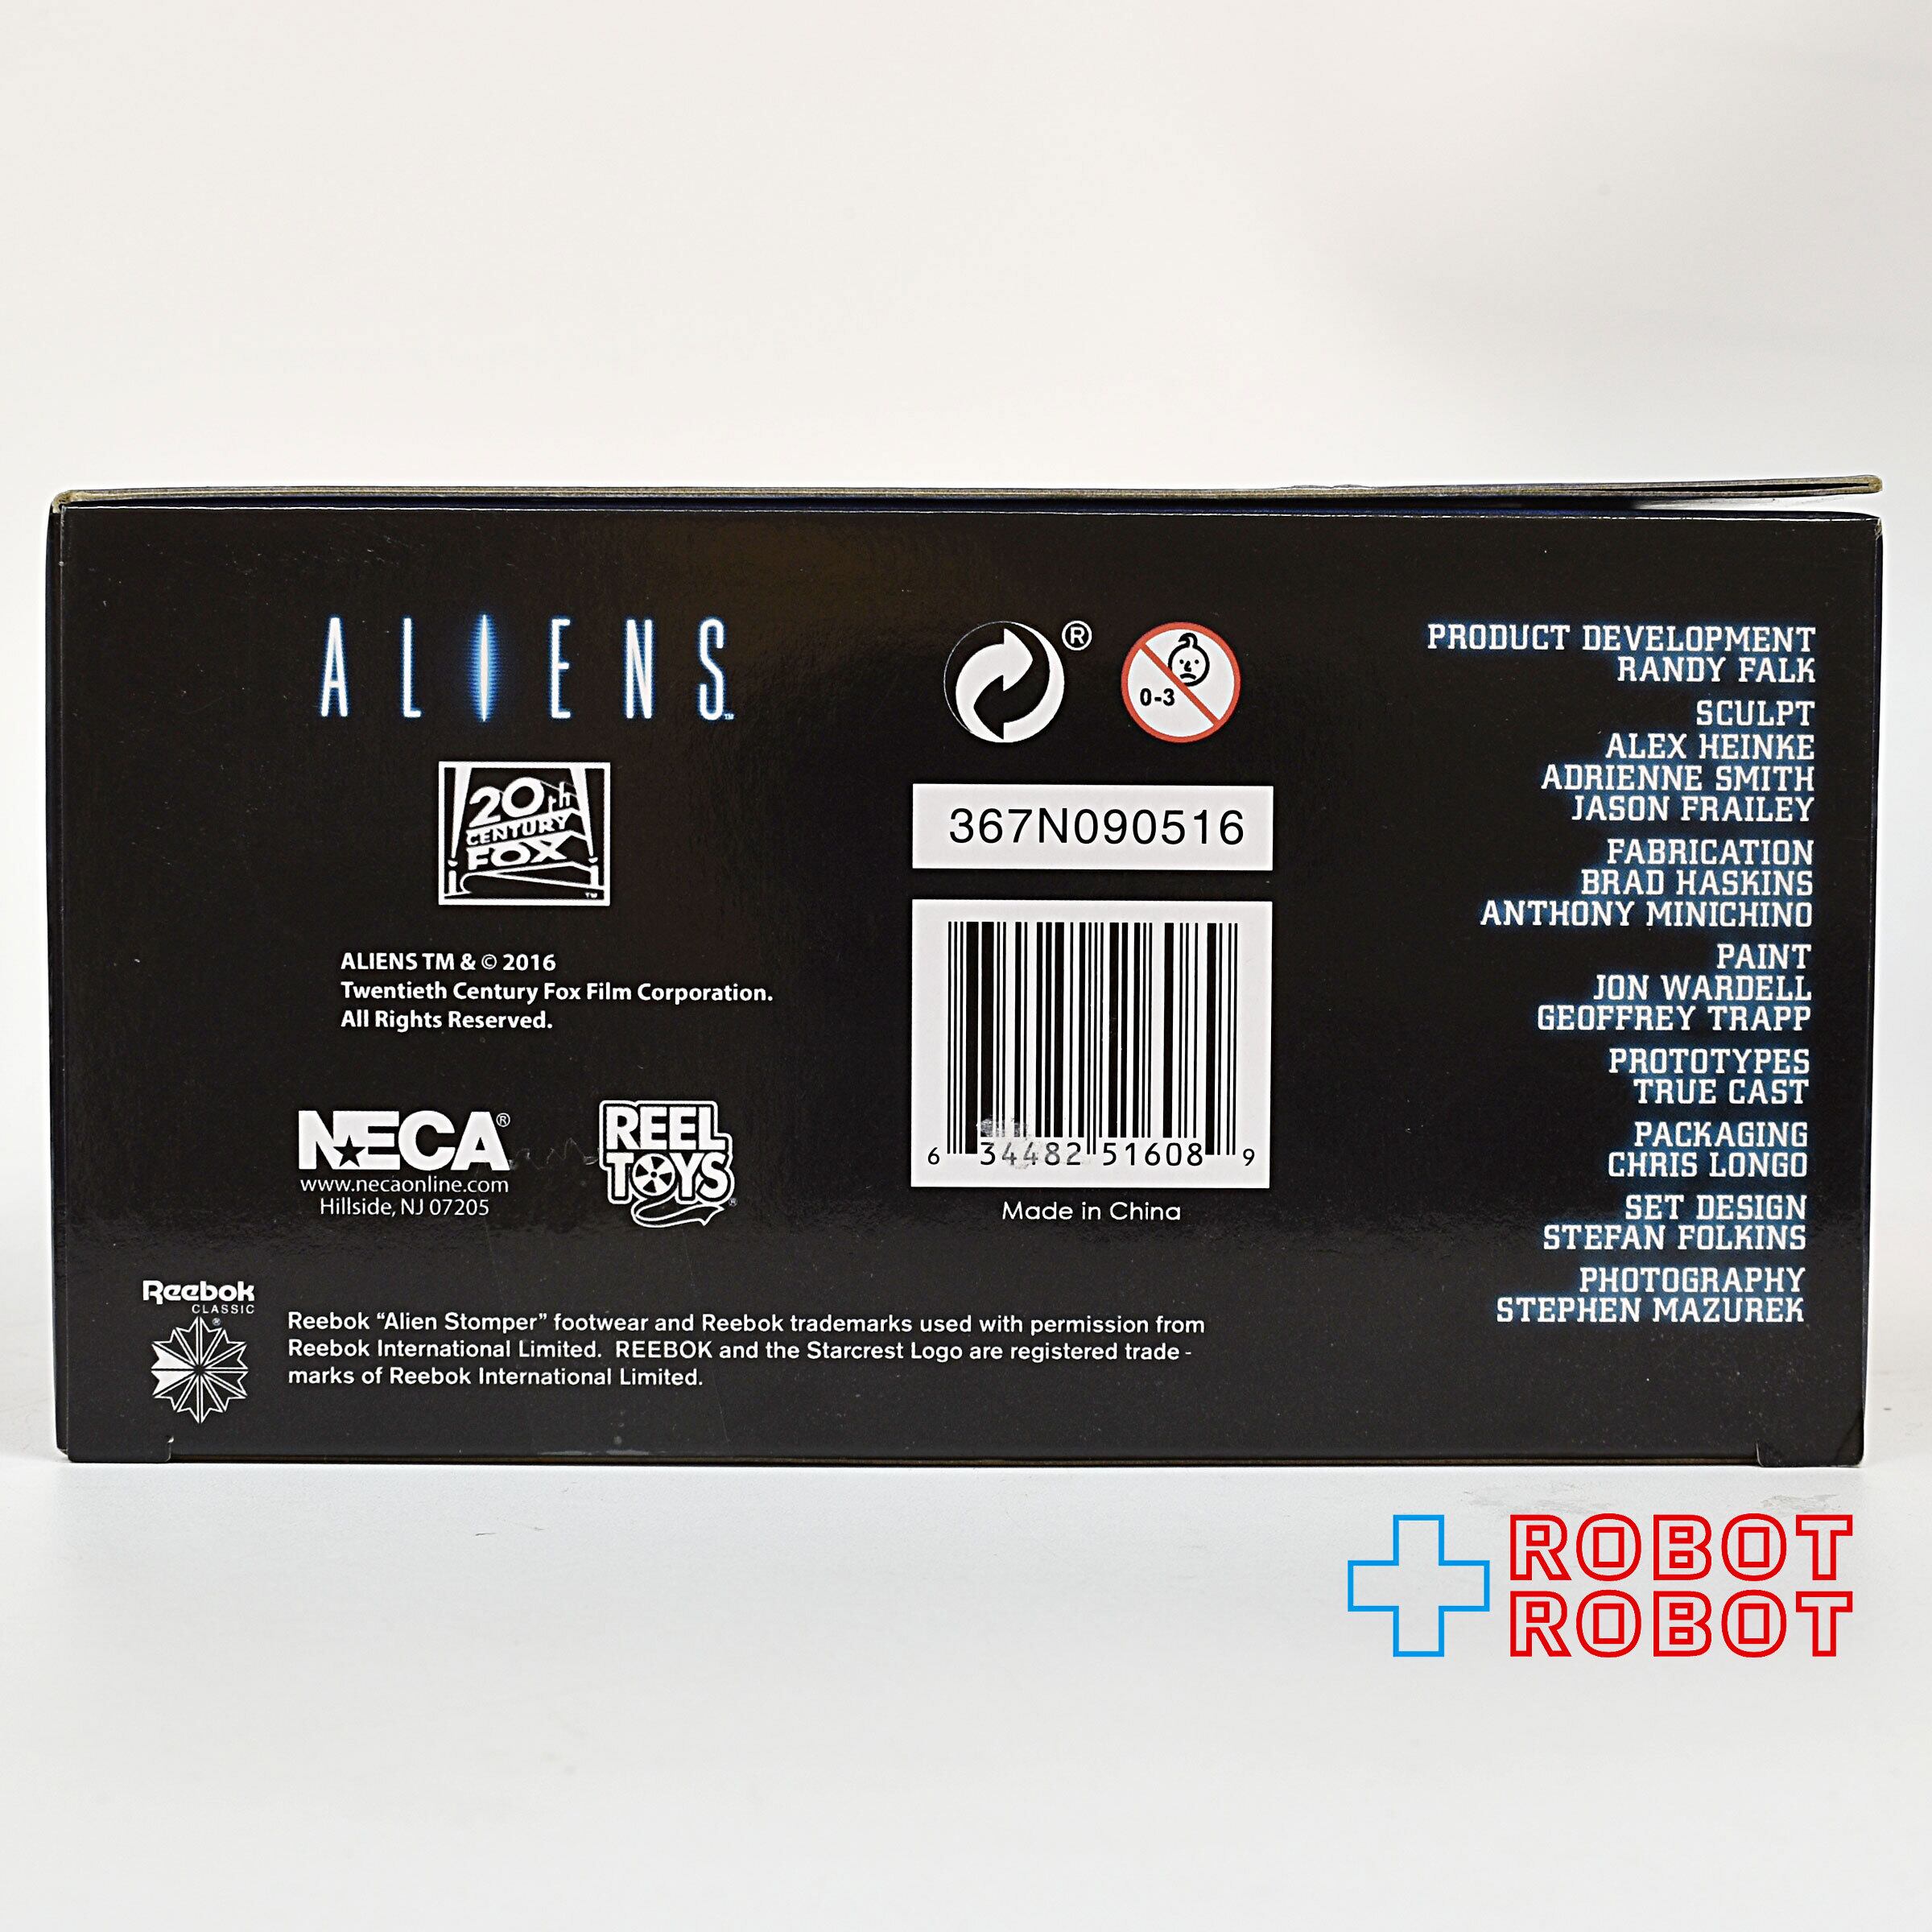 ALIENS™
20th
CENTURY
FOX
™
ALIENS TM & © 2016
Twentieth Century Fox Film Corporation.
All Rights Reserved.
NECA®
www.necaonline.com
Hillside, NJ 07205
REEL
TOYS®
Reebok
CLASSIC
®
Reebok “Alien Stomper” footwear and Reebok trademarks used with permission from
Reebok International Limited. REEBOK and the Starcrest Logo are registered trade -
marks of Reebok International Limited.
®
0-3
367N090516
6 34482 51608 9
Made in China
PRODUCT DEVELOPMENT
RANDY FALK
SCULPT
ALEX HEINKE
ADRIENNE SMITH
JASON FRAILEY
FABRICATION
BRAD HASKINS
ANTHONY MINICHINO
PAINT
JON WARDELL
GEOFFREY TRAPP
PROTOTYPES
TRUE CAST
PACKAGING
CHRIS LONGO
SET DESIGN
STEFAN FOLKINS
PHOTOGRAPHY
STEPHEN MAZUREK
ROBOT
ROBOT